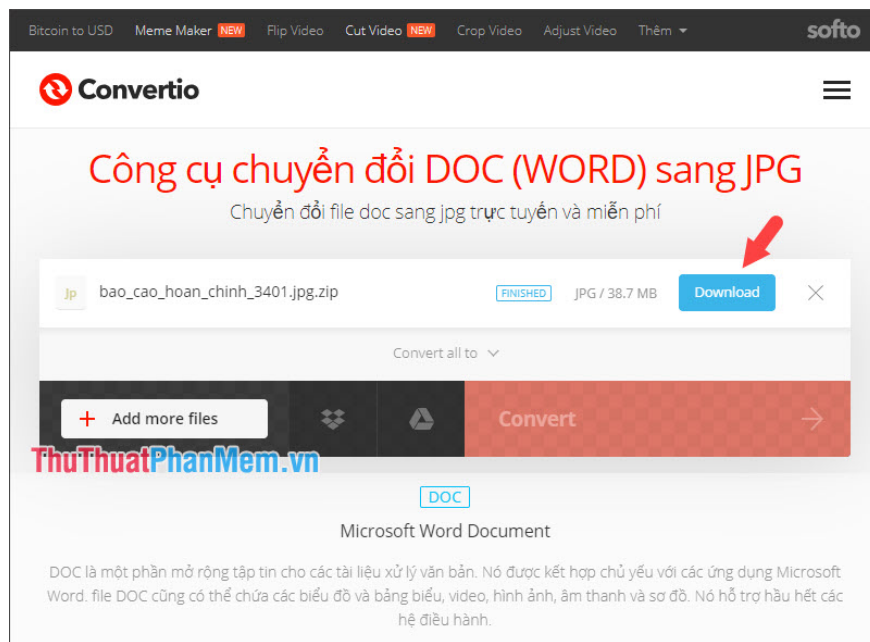 Bitcoin to USD Meme Maker NEW Flip Video Cut Video NEW Crop Video Adjust Video Thêm softo
Convertio
Công cụ chuyển đổi DOC (WORD) sang JPG
Chuyển đổi file doc sang jpg trực tuyến và miễn phí
Jp bao_cao_hoan_chinh_3401.jpg.zip FINISHED JPG / 38.7 MB Download
Convert all to
Add more files Convert
ThuThuatPhanMem.vn
DOC
Microsoft Word Document
DOC là một phần mở rộng tập tin cho các tài liệu xử lý văn bản. Nó được kết hợp chủ yếu với các ứng dụng Microsoft
Word. file DOC cũng có thể chứa các biểu đồ và bảng biểu, video, hình ảnh, âm thanh và sơ đồ. Nó hỗ trợ hầu hết các
hệ điều hành.